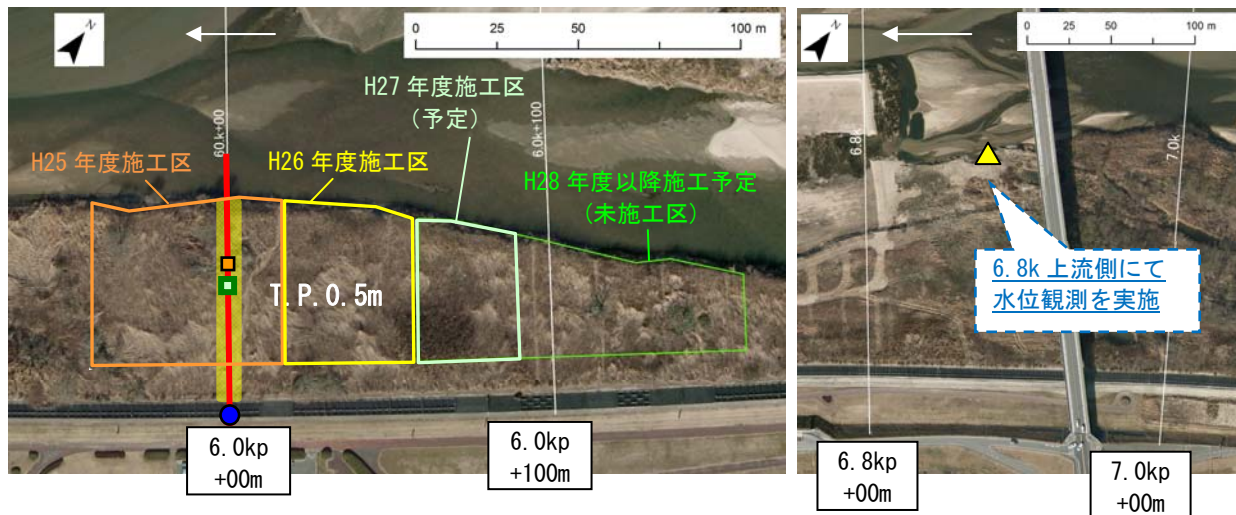 N
0 25 50 100 m
H27 年度施工区
（予定）
60.k+00
6.0k+100
H25 年度施工区
H26 年度施工区
H28 年度以降施工予定
（未施工区）
T.P.0.5m
6.0kp
+00m
6.0kp
+100m
N
0 25 50 100 m
6.8k
7.0k
6.8k 上流側にて
水位観測を実施
6.8kp
+00m
7.0kp
+00m